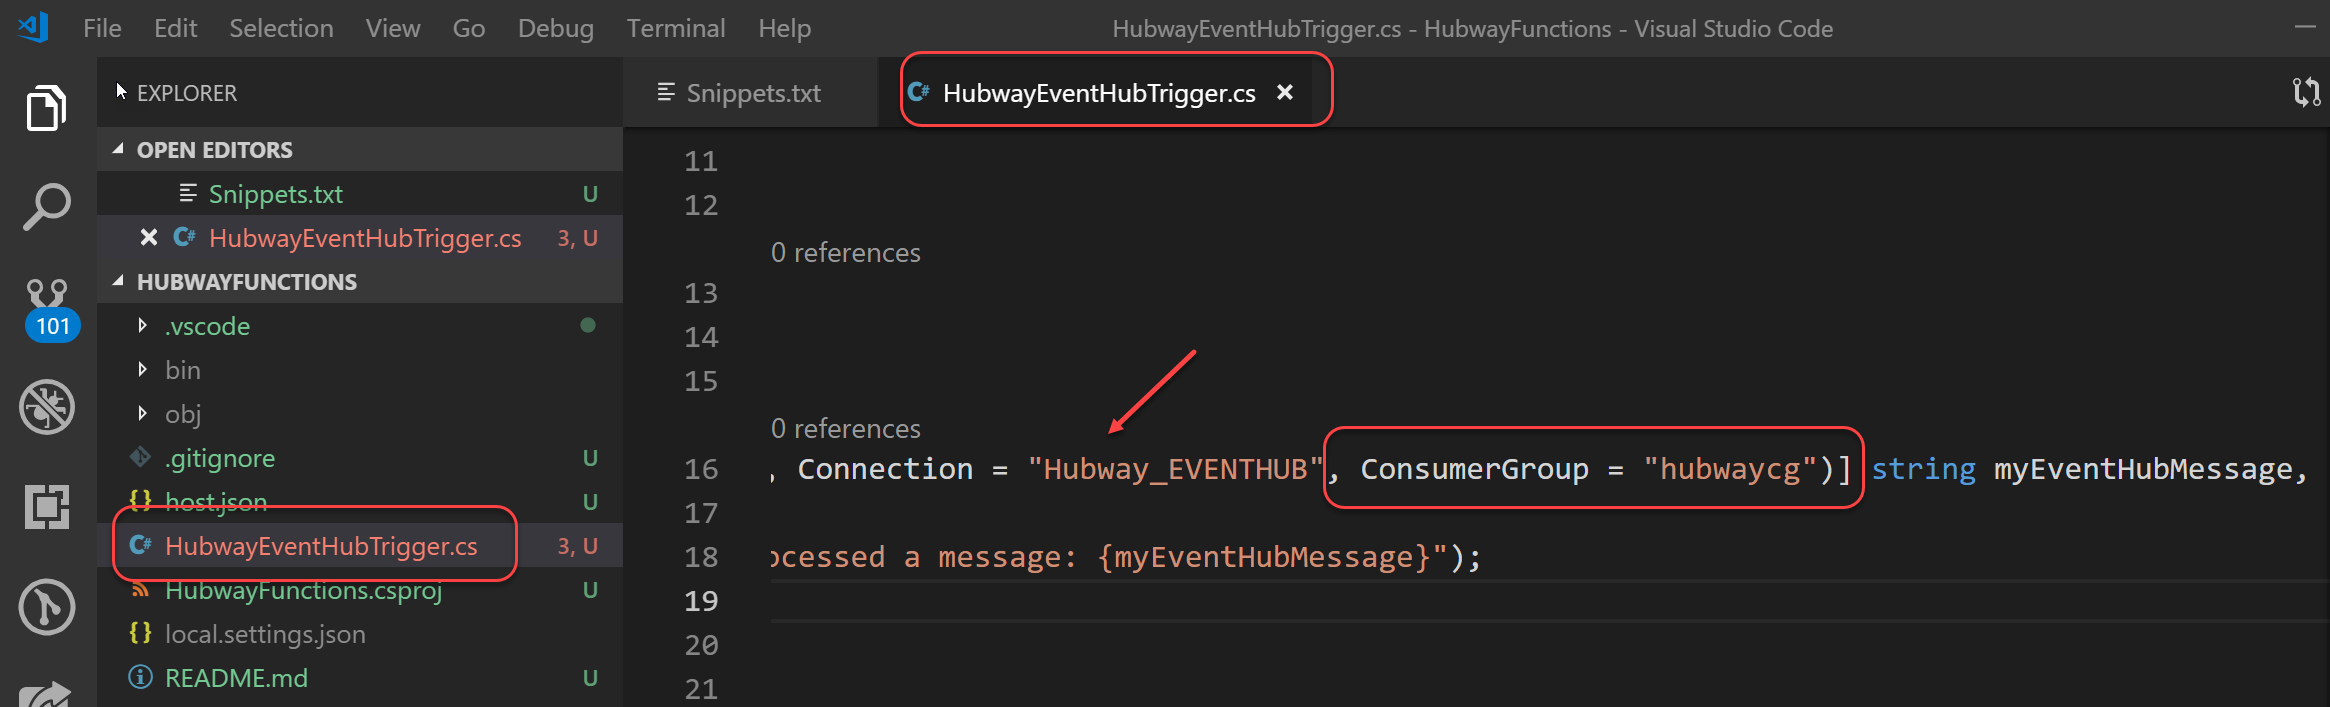 File Edit Selection View Go Debug Terminal Help HubwayEventHubTrigger.cs - HubwayFunctions - Visual Studio Code
EXPLORER
OPEN EDITORS
Snippets.txt U
C# HubwayEventHubTrigger.cs 3, U
HUBWAYFUNCTIONS
.vscode
bin
obj
.gitignore U
{} host.json U
C# HubwayEventHubTrigger.cs 3, U
HubwayFunctions.csproj U
{} local.settings.json
README.md U
101
Snippets.txt C# HubwayEventHubTrigger.cs
11
12
0 references
13
14
15
0 references
16 , Connection = "Hubway_EVENTHUB", ConsumerGroup = "hubwaycg")] string myEventHubMessage,
17
18 ocessed a message: {myEventHubMessage}");
19
20
21